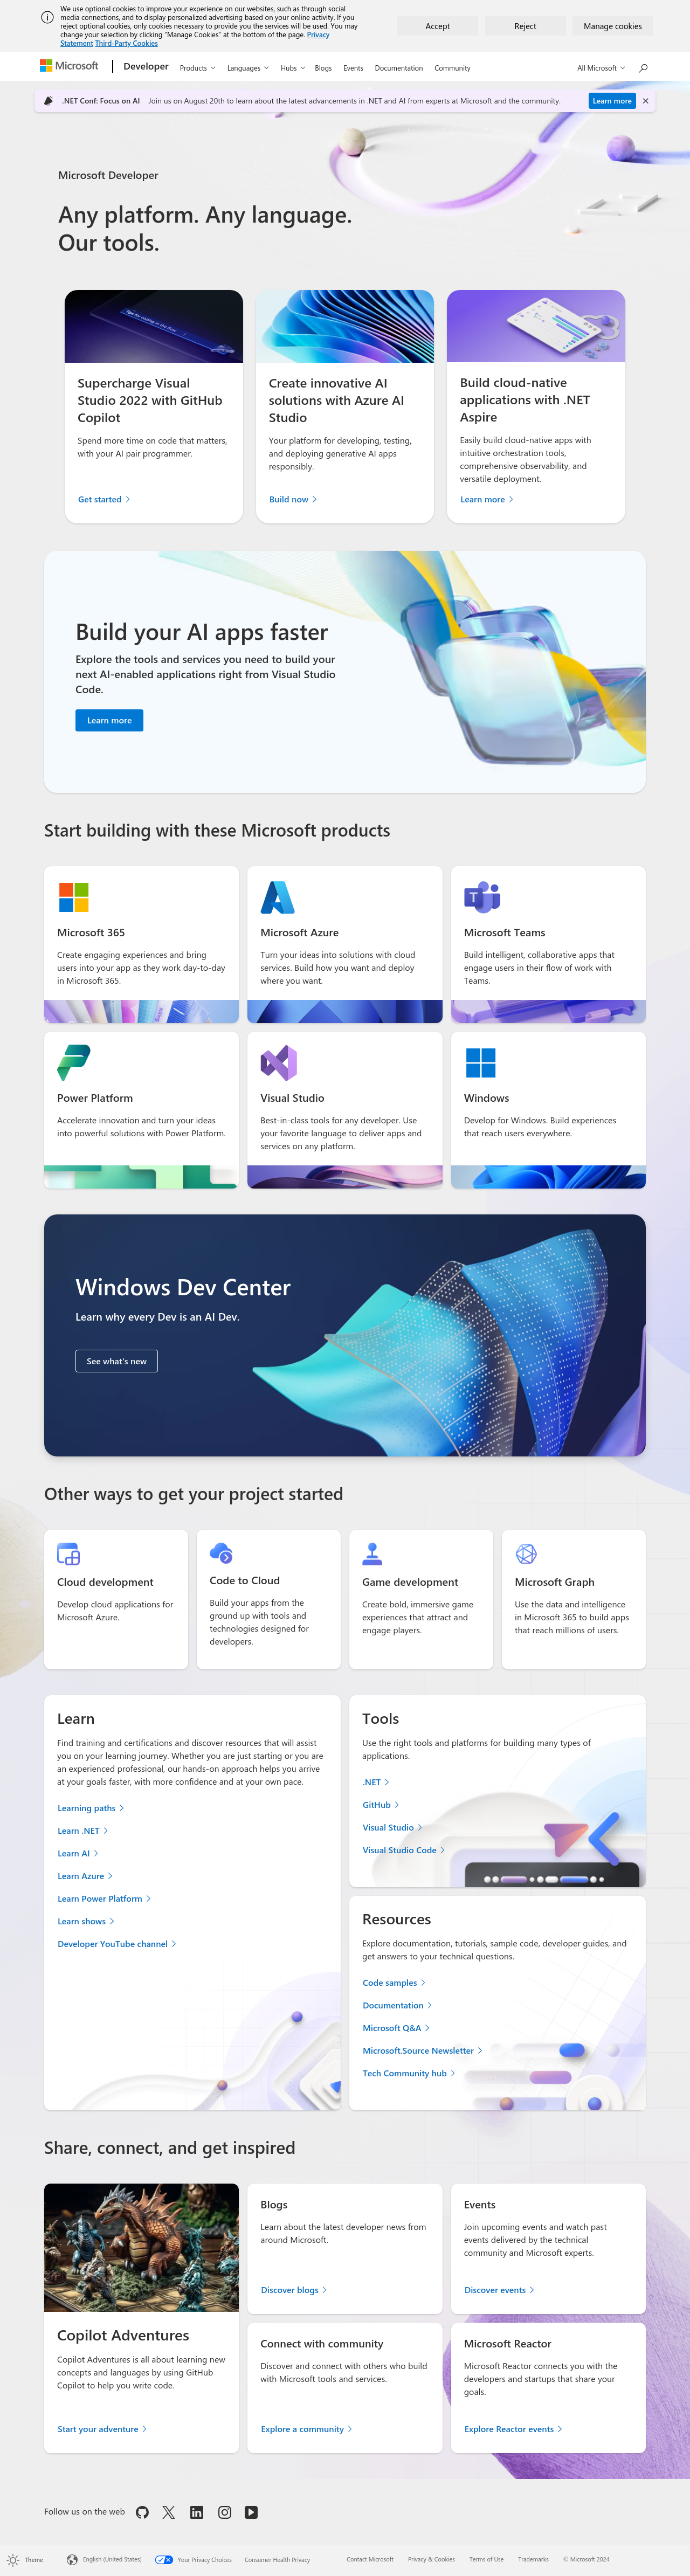 We use optional cookies to improve your experience on our websites, such as through social
media connections, and to display personalized advertising based on your online activity. If you
reject optional cookies, only cookies necessary to provide you the services will be used. You may
change your selection by clicking "Manage Cookies" at the bottom of the page. Privacy
Statement Third-Party Cookies
Accept
Reject
Manage cookies
Microsoft
Developer
Products
Languages
Hubs
Blogs
Events
Documentation
Community
All Microsoft
.NET Conf: Focus on AI
Join us on August 20th to learn about the latest advancements in .NET and AI from experts at Microsoft and the community.
Learn more
Microsoft Developer
Any platform. Any language.
Our tools.
Tips for coding in the flow
Supercharge Visual
Studio 2022 with GitHub
Copilot
Spend more time on code that matters,
with your AI pair programmer.
Get started
Create innovative AI
solutions with Azure AI
Studio
Your platform for developing, testing,
and deploying generative AI apps
responsibly.
Build now
Build cloud-native
applications with .NET
Aspire
Easily build cloud-native apps with
intuitive orchestration tools,
comprehensive observability, and
versatile deployment.
Learn more
Build your AI apps faster
Explore the tools and services you need to build your
next AI-enabled applications right from Visual Studio
Code.
Learn more
Start building with these Microsoft products
Microsoft 365
Create engaging experiences and bring
users into your app as they work day-to-day
in Microsoft 365.
Microsoft Azure
Turn your ideas into solutions with cloud
services. Build how you want and deploy
where you want.
T
Microsoft Teams
Build intelligent, collaborative apps that
engage users in their flow of work with
Teams.
Power Platform
Accelerate innovation and turn your ideas
into powerful solutions with Power Platform.
Visual Studio
Best-in-class tools for any developer. Use
your favorite language to deliver apps and
services on any platform.
Windows
Develop for Windows. Build experiences
that reach users everywhere.
Windows Dev Center
Learn why every Dev is an AI Dev.
See what's new
Other ways to get your project started
Cloud development
Develop cloud applications for
Microsoft Azure.
Code to Cloud
Build your apps from the
ground up with tools and
technologies designed for
developers.
Game development
Create bold, immersive game
experiences that attract and
engage players.
Microsoft Graph
Use the data and intelligence
in Microsoft 365 to build apps
that reach millions of users.
Learn
Find training and certifications and discover resources that will assist
you on your learning journey. Whether you are just starting or you are
an experienced professional, our hands-on approach helps you arrive
at your goals faster, with more confidence and at your own pace.
Learning paths
Learn .NET
Learn AI
Learn Azure
Learn Power Platform
Learn shows
Developer YouTube channel
Tools
Use the right tools and platforms for building many types of
applications.
.NET
GitHub
Visual Studio
Visual Studio Code
Resources
Explore documentation, tutorials, sample code, developer guides, and
get answers to your technical questions.
Code samples
Documentation
Microsoft Q&A
Microsoft.Source Newsletter
Tech Community hub
Share, connect, and get inspired
Copilot Adventures
Copilot Adventures is all about learning new
concepts and languages by using GitHub
Copilot to help you write code.
Start your adventure
Blogs
Learn about the latest developer news from
around Microsoft.
Discover blogs
Events
Join upcoming events and watch past
events delivered by the technical
community and Microsoft experts.
Discover events
Connect with community
Discover and connect with others who build
with Microsoft tools and services.
Explore a community
Microsoft Reactor
Microsoft Reactor connects you with the
developers and startups that share your
goals.
Explore Reactor events
Follow us on the web
Theme
English (United States)
Your Privacy Choices
Consumer Health Privacy
Contact Microsoft
Privacy & Cookies
Terms of Use
Trademarks
© Microsoft 2024